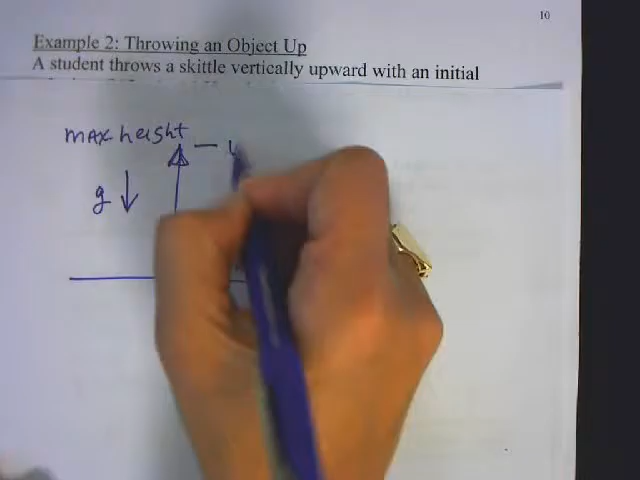 10
Example 2: Throwing an Object Up
A student throws a skittle vertically upward with an initial
max height
g